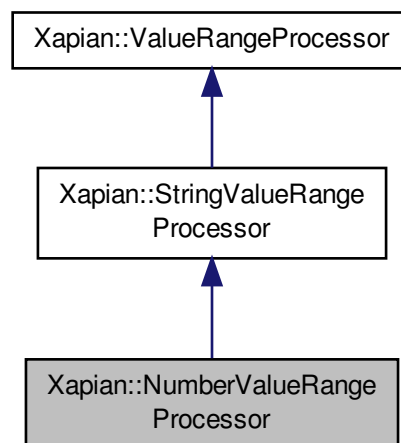 Xapian::ValueRangeProcessor
Xapian::StringValueRange
Processor
Xapian::NumberValueRange
Processor